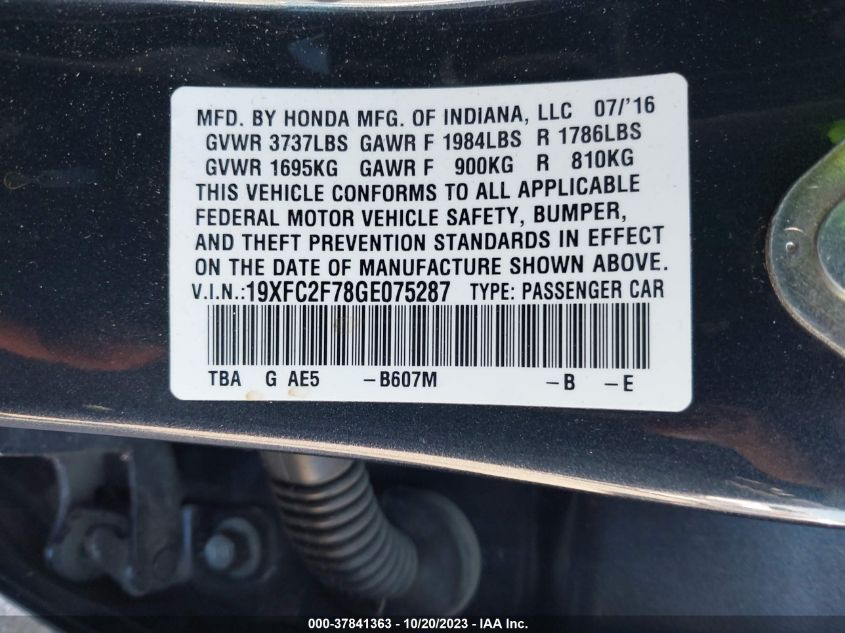 MFD. BY HONDA MFG. OF INDIANA, LLC 07/'16
GVWR 3737LBS GAWR F 1984LBS R 1786LBS
GVWR 1695KG GAWR F 900KG R 810KG
THIS VEHICLE CONFORMS TO ALL APPLICABLE
FEDERAL MOTOR VEHICLE SAFETY, BUMPER,
AND THEFT PREVENTION STANDARDS IN EFFECT
ON THE DATE OF MANUFACTURE SHOWN ABOVE.
V.I.N.:19XFC2F78GE075287 TYPE: PASSENGER CAR
TBA G AE5 -B607M -B -E
000-37841363 - 10/20/2023 - IAA Inc.